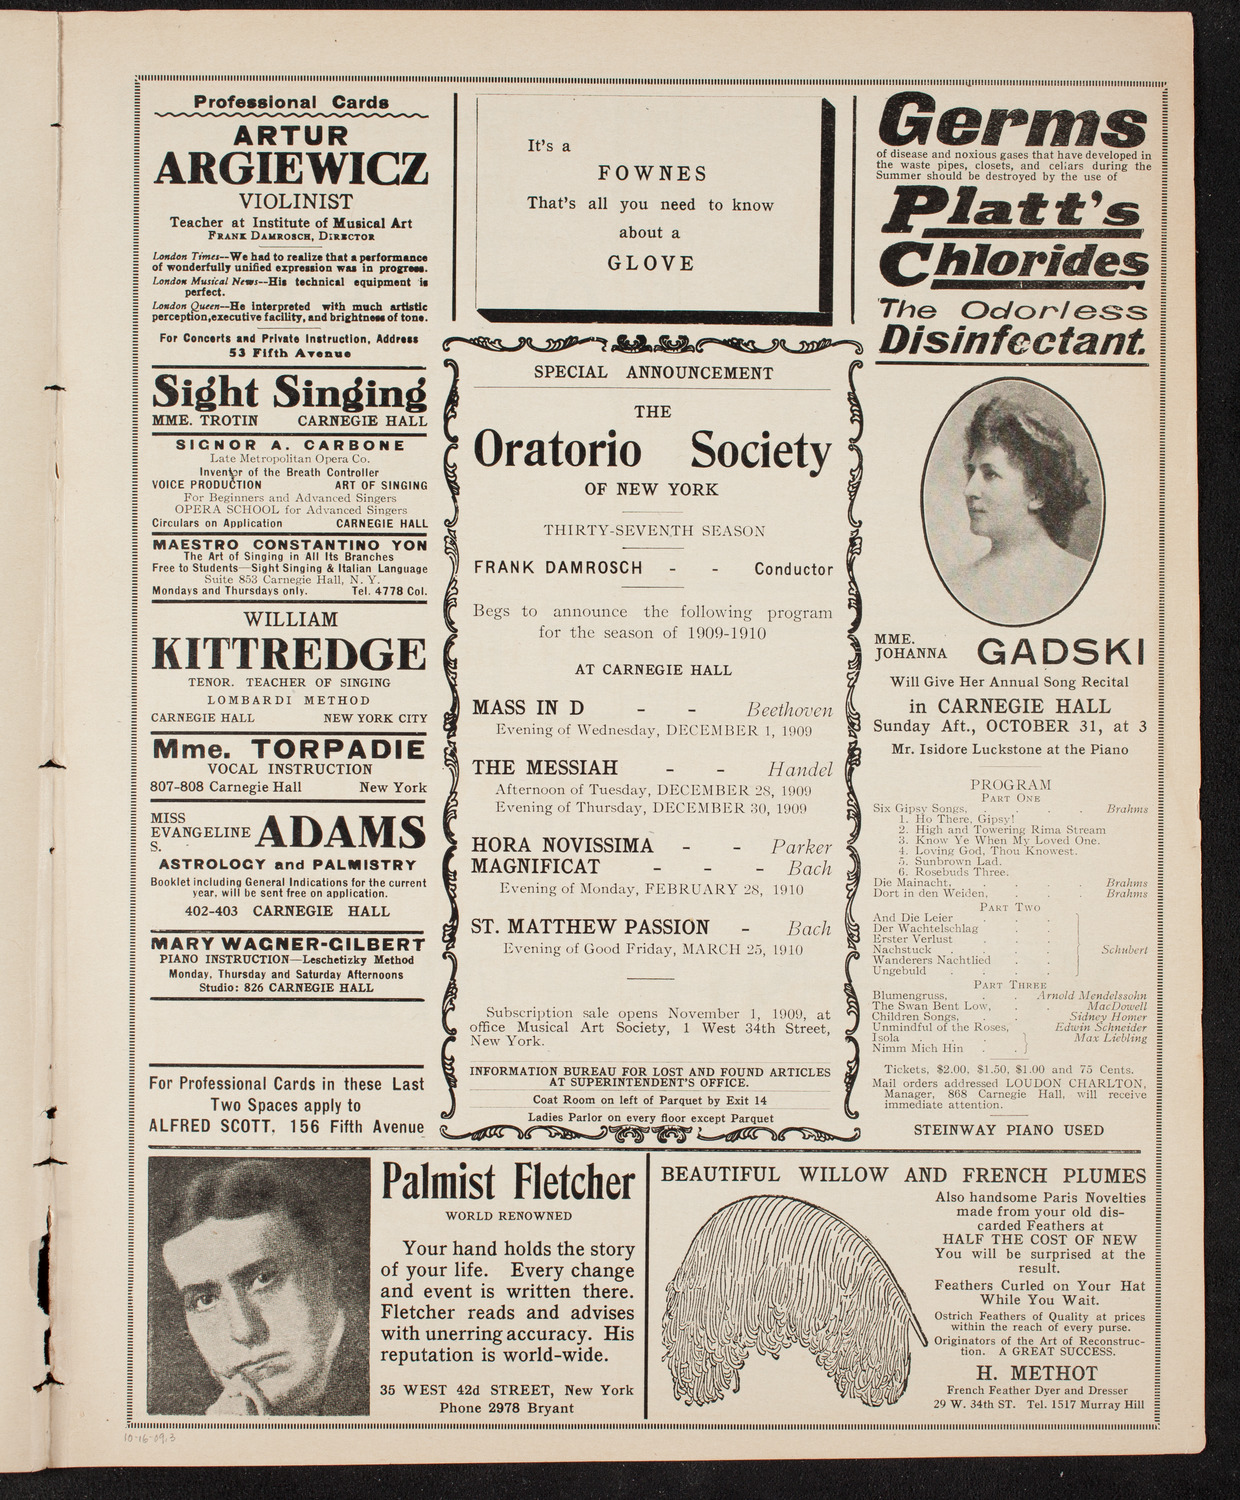 Professional Cards
ARTUR
ARGIEWICZ
VIOLINIST
Teacher at Institute of Musical Art
FRANK DAMROSCH, DIRECTOR
London Times--We had to realize that a performance
of wonderfully unified expression was in progress.
London Musical News--His technical equipment is
perfect.
London Queen--He interpreted with much artistic
perception,executive facility, and brightness of tone.
For Concerts and Private Instruction, Address
53 Fifth Avenue
Sight Singing
MME. TROTIN CARNEGIE HALL
SIGNOR A. CARBONE
Late Metropolitan Opera Co.
Inventor of the Breath Controller
VOICE PRODUCTION ART OF SINGING
For Beginners and Advanced Singers
OPERA SCHOOL for Advanced Singers
Circulars on Application CARNEGIE HALL
MAESTRO CONSTANTINO YON
The Art of Singing in All Its Branches
Free to Students—Sight Singing & Italian Language
Suite 853 Carnegie Hall, N. Y.
Mondays and Thursdays only. Tel. 4778 Col.
WILLIAM
KITTREDGE
TENOR. TEACHER OF SINGING
LOMBARDI METHOD
CARNEGIE HALL NEW YORK CITY
Mme. TORPADIE
VOCAL INSTRUCTION
807-808 Carnegie Hall New York
MISS
EVANGELINE
S.
ADAMS
ASTROLOGY and PALMISTRY
Booklet including General Indications for the current
year, will be sent free on application.
402-403 CARNEGIE HALL
MARY WAGNER-GILBERT
PIANO INSTRUCTION—Leschetizky Method
Monday, Thursday and Saturday Afternoons
Studio: 826 CARNEGIE HALL
For Professional Cards in these Last
Two Spaces apply to
ALFRED SCOTT, 156 Fifth Avenue
It's a
FOWNES
That's all you need to know
about a
GLOVE
SPECIAL ANNOUNCEMENT
THE
Oratorio Society
OF NEW YORK
THIRTY-SEVENTH SEASON
FRANK DAMROSCH - - Conductor
Begs to announce the following program
for the season of 1909-1910
AT CARNEGIE HALL
MASS IN D - - Beethoven
Evening of Wednesday, DECEMBER 1, 1909
THE MESSIAH - - Handel
Afternoon of Tuesday, DECEMBER 28, 1909
Evening of Thursday, DECEMBER 30, 1909
HORA NOVISSIMA - - Parker
MAGNIFICAT - - - Bach
Evening of Monday, FEBRUARY 28, 1910
ST. MATTHEW PASSION - Bach
Evening of Good Friday, MARCH 25, 1910
Subscription sale opens November 1, 1909, at
office Musical Art Society, 1 West 34th Street,
New York.
INFORMATION BUREAU FOR LOST AND FOUND ARTICLES
AT SUPERINTENDENT'S OFFICE.
Coat Room on left of Parquet by Exit 14
Ladies Parlor on every floor except Parquet
Germs
of disease and noxious gases that have developed in
the waste pipes, closets, and cellars during the
Summer should be destroyed by the use of
Platt's
Chlorides
The Odorless
Disinfectant.
MME.
JOHANNA GADSKI
Will Give Her Annual Song Recital
in CARNEGIE HALL
Sunday Aft., OCTOBER 31, at 3
Mr. Isidore Luckstone at the Piano
PROGRAM
PART ONE
Six Gipsy Songs, . . . . Brahms
1. Ho There, Gipsy!
2. High and Towering Rima Stream
3. Know Ye When My Loved One.
4. Loving God, Thou Knowest.
5. Sunbrown Lad.
6. Rosebuds Three.
Die Mainacht, . . . . Brahms
Dort in den Weiden, . . . Brahms
PART TWO
And Die Leier . . .
Der Wachtelschlag . .
Erster Verlust . . .
Nachstuck . . . Schubert
Wanderers Nachtlied . .
Ungebuld . . . .
PART THREE
Blumengruss, . . Arnold Mendelssohn
The Swan Bent Low, . . MacDowell
Children Songs, . . Sidney Homer
Unmindful of the Roses, Edwin Schneider
Isola . . . Max Liebling
Nimm Mich Hin . .
Tickets, $2.00, $1.50, $1.00 and 75 Cents.
Mail orders addressed LOUDON CHARLTON,
Manager, 868 Carnegie Hall, will receive
immediate attention.
STEINWAY PIANO USED
Palmist Fletcher
WORLD RENOWNED
Your hand holds the story
of your life. Every change
and event is written there.
Fletcher reads and advises
with unerring accuracy. His
reputation is world-wide.
35 WEST 42d STREET, New York
Phone 2978 Bryant
BEAUTIFUL WILLOW AND FRENCH PLUMES
Also handsome Paris Novelties
made from your old dis-
carded Feathers at
HALF THE COST OF NEW
You will be surprised at the
result.
Feathers Curled on Your Hat
While You Wait.
Ostrich Feathers of Quality at prices
within the reach of every purse.
Originators of the Art of Reconstruc-
tion. A GREAT SUCCESS.
H. METHOT
French Feather Dyer and Dresser
29 W. 34th ST. Tel. 1517 Murray Hill
10-16-09,3